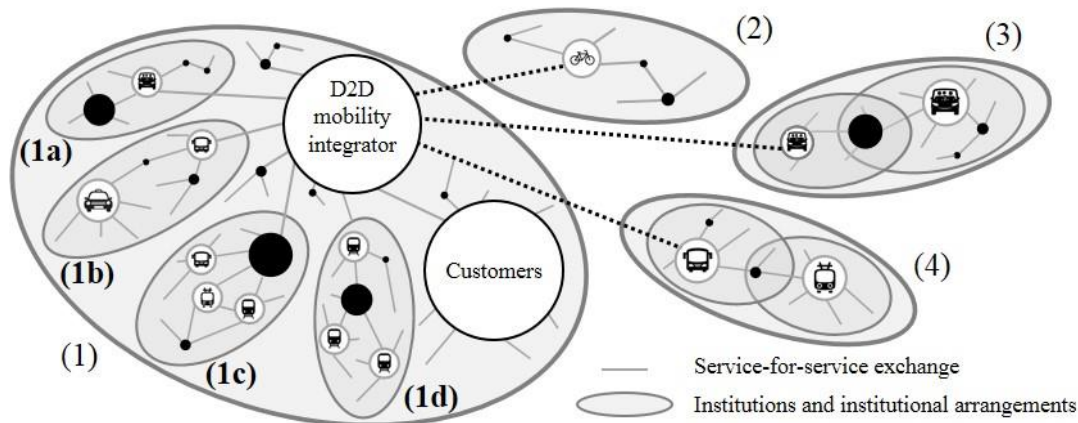 D2D
mobility
integrator
(2)
(3)
(1a)
(1b)
Customers
(4)
(1)
(1c)
(1d)
Service-for-service exchange
Institutions and institutional arrangements